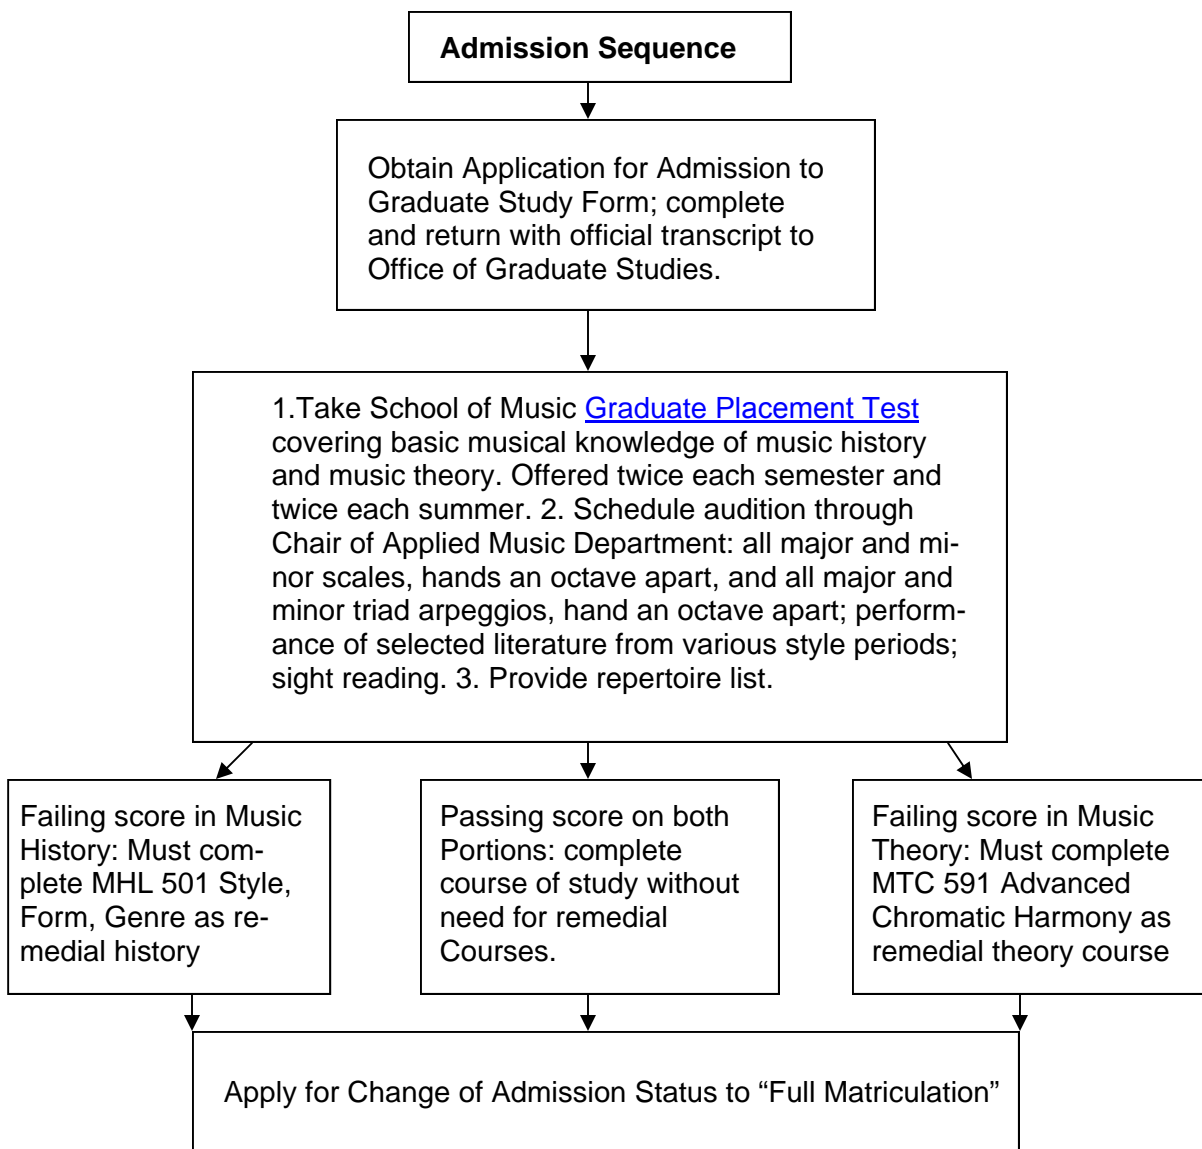 Admission Sequence
Obtain Application for Admission to
Graduate Study Form; complete
and return with official transcript to
Office of Graduate Studies.
1.Take School of Music Graduate Placement Test
covering basic musical knowledge of music history
and music theory. Offered twice each semester and
twice each summer. 2. Schedule audition through
Chair of Applied Music Department: all major and mi-
nor scales, hands an octave apart, and all major and
minor triad arpeggios, hand an octave apart; perform-
ance of selected literature from various style periods;
sight reading. 3. Provide repertoire list.
Failing score in Music
History: Must com-
plete MHL 501 Style,
Form, Genre as re-
medial history
Passing score on both
Portions: complete
course of study without
need for remedial
Courses.
Failing score in Music
Theory: Must complete
MTC 591 Advanced
Chromatic Harmony as
remedial theory course
Apply for Change of Admission Status to “Full Matriculation”